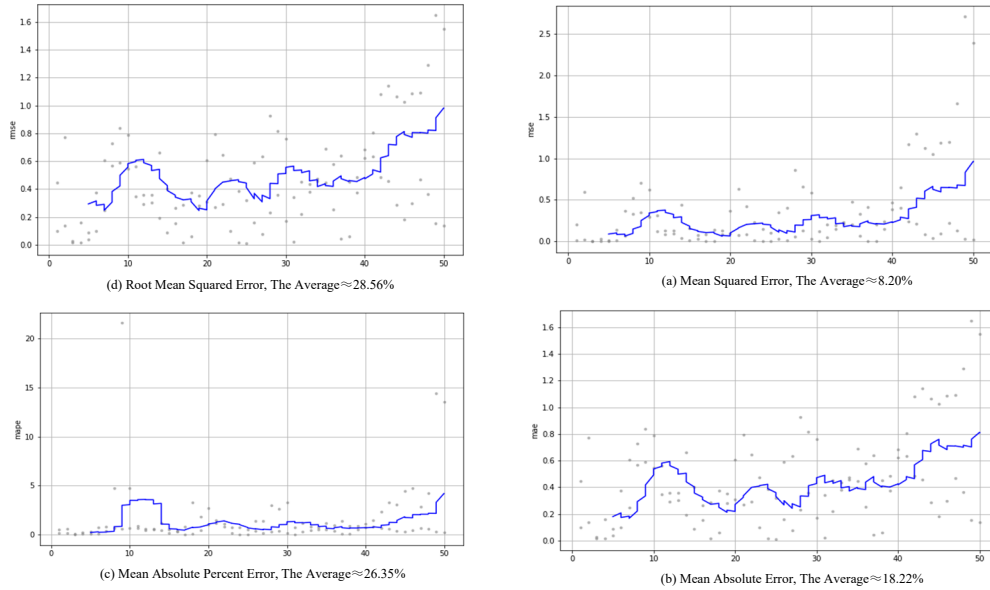 1.6
1.4
1.2
1.0
0.8
0.6
0.4
0.2
0.0
rmse
0 10 20 30 40 50
(d) Root Mean Squared Error, The Average≈28.56%
2.5
2.0
1.5
1.0
0.5
0.0
mse
0 10 20 30 40 50
(a) Mean Squared Error, The Average≈8.20%
20
15
10
5
0
mape
0 10 20 30 40 50
(c) Mean Absolute Percent Error, The Average≈26.35%
1.6
1.4
1.2
1.0
0.8
0.6
0.4
0.2
0.0
mae
0 10 20 30 40 50
(b) Mean Absolute Error, The Average≈18.22%